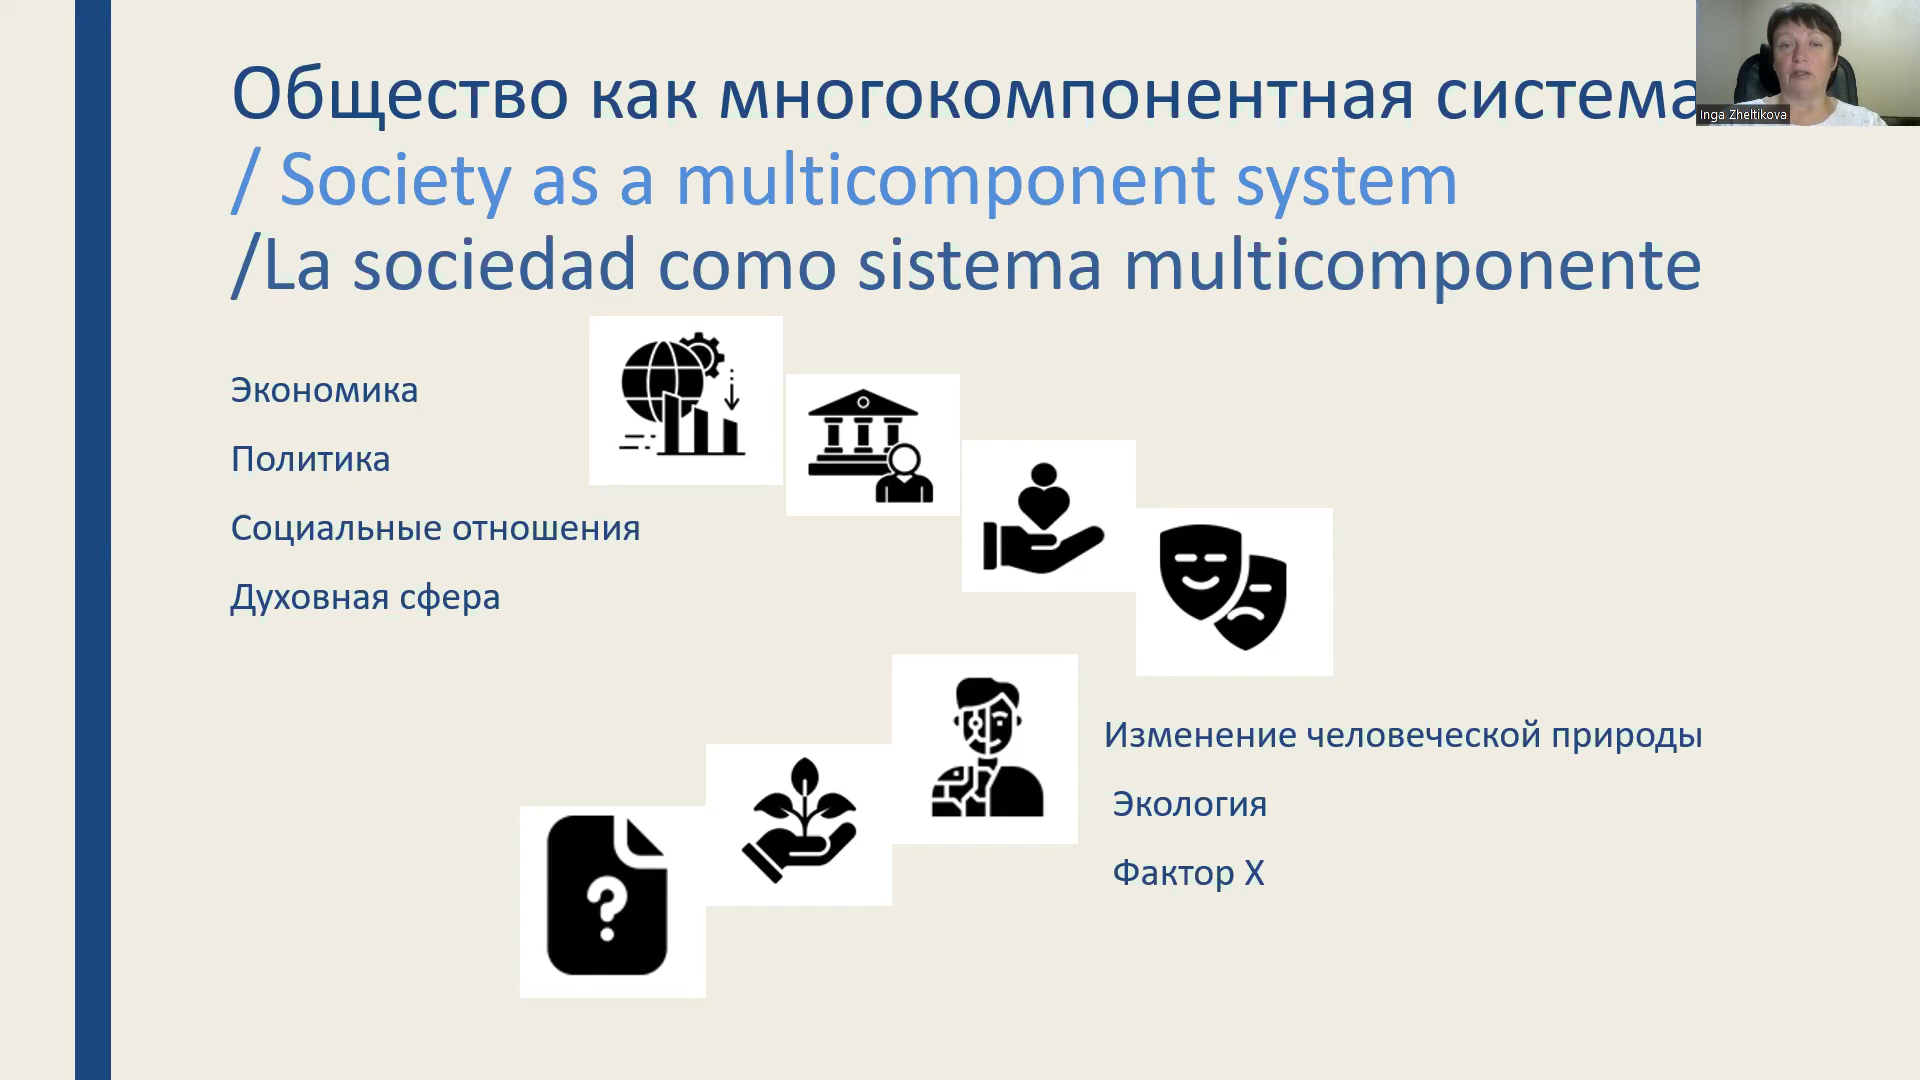 Общество как многокомпонентная система
/ Society as a multicomponent system
/La sociedad como sistema multicomponente
Inga Zheltikova
Экономика
Политика
Социальные отношения
Духовная сфера
Изменение человеческой природы
Экология
Фактор X
?